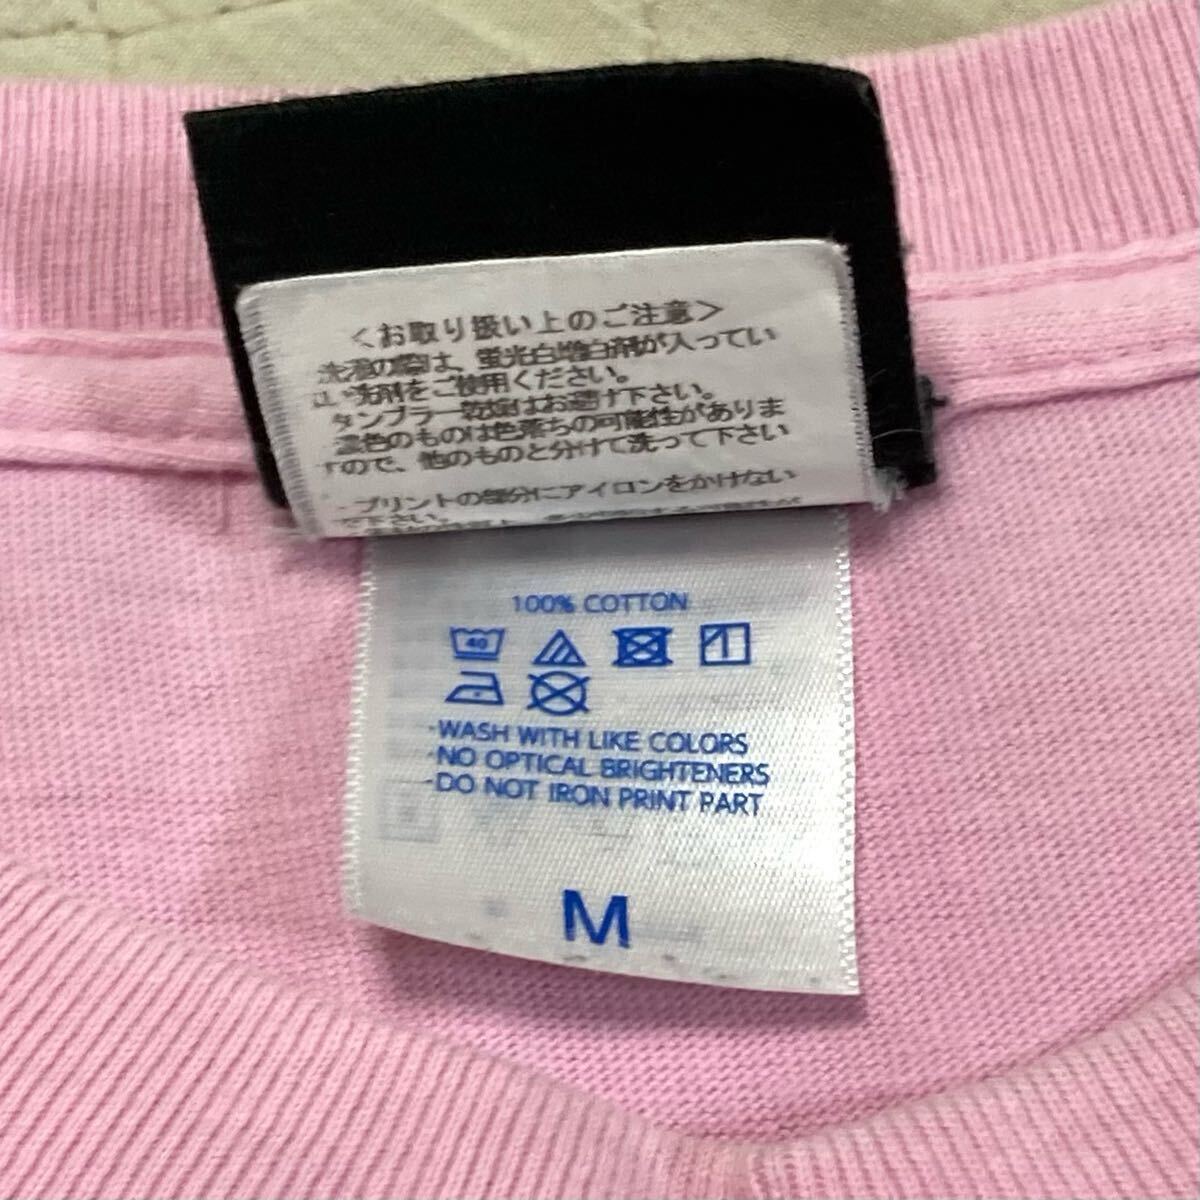 ＜お取り扱い上のご注意＞
洗濯の際は、蛍光白増白剤が入ってい
洗剤をご使用ください。
タンブラー乾燥はお避け下さい。
濃色のものは色落ちの可能性がありま
すので、他のものと分けて洗って下さい
・プリントの部分にアイロンをかけない
で下さい。
100% COTTON
40
1
·WASH WITH LIKE COLORS
·NO OPTICAL BRIGHTENERS
·DO NOT IRON PRINT PART
M